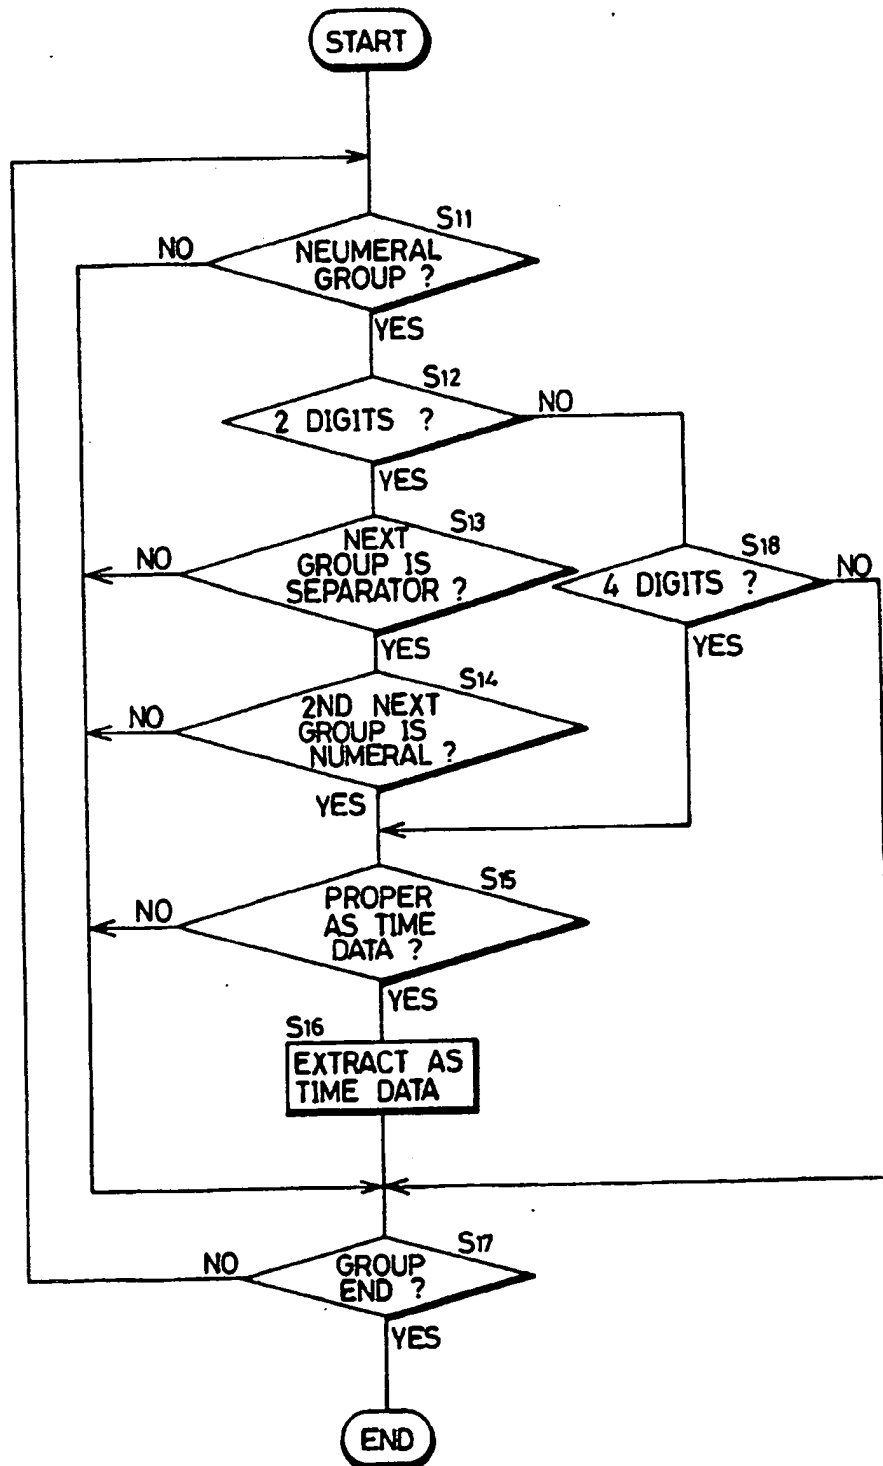 START
S11
NO
NEUMERAL
GROUP ?
YES
S12
2 DIGITS ?
NO
YES
S13
NEXT
GROUP IS
SEPARATOR ?
NO
YES
S18
4 DIGITS ?
NO
YES
S14
2ND NEXT
GROUP IS
NUMERAL ?
NO
YES
S15
PROPER
AS TIME
DATA ?
NO
YES
S16
EXTRACT AS
TIME DATA
S17
GROUP
END ?
NO
YES
END